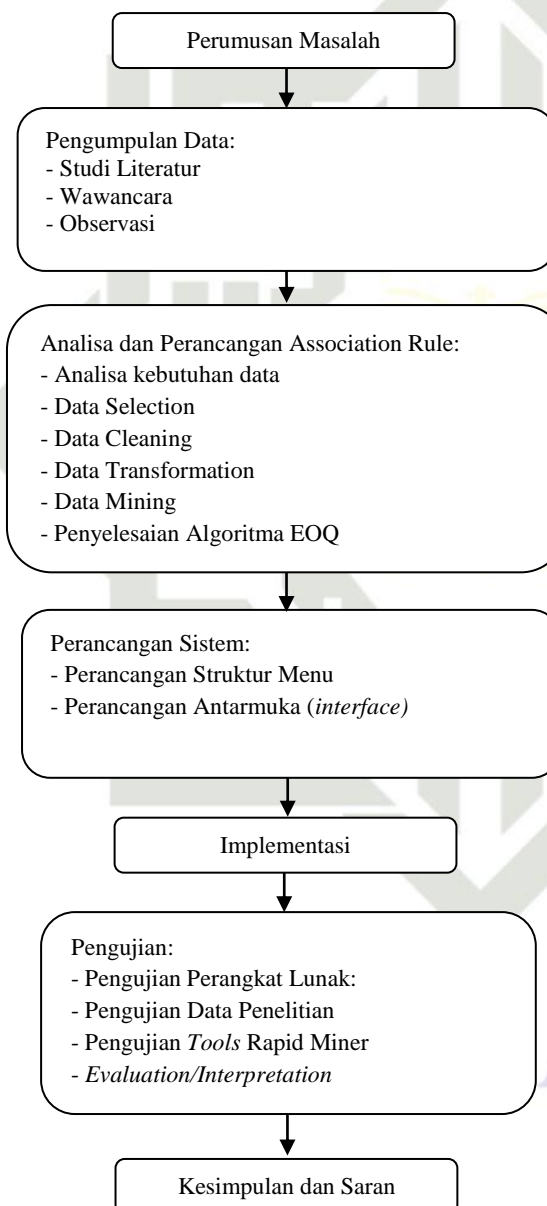 Perumusan Masalah
Pengumpulan Data:
- Studi Literatur
- Wawancara
- Observasi
Analisa dan Perancangan Association Rule:
- Analisa kebutuhan data
- Data Selection
- Data Cleaning
- Data Transformation
- Data Mining
- Penyelesaian Algoritma EOQ
Perancangan Sistem:
- Perancangan Struktur Menu
- Perancangan Antarmuka (interface)
Implementasi
Pengujian:
- Pengujian Perangkat Lunak:
- Pengujian Data Penelitian
- Pengujian Tools Rapid Miner
- Evaluation/Interpretation
Kesimpulan dan Saran